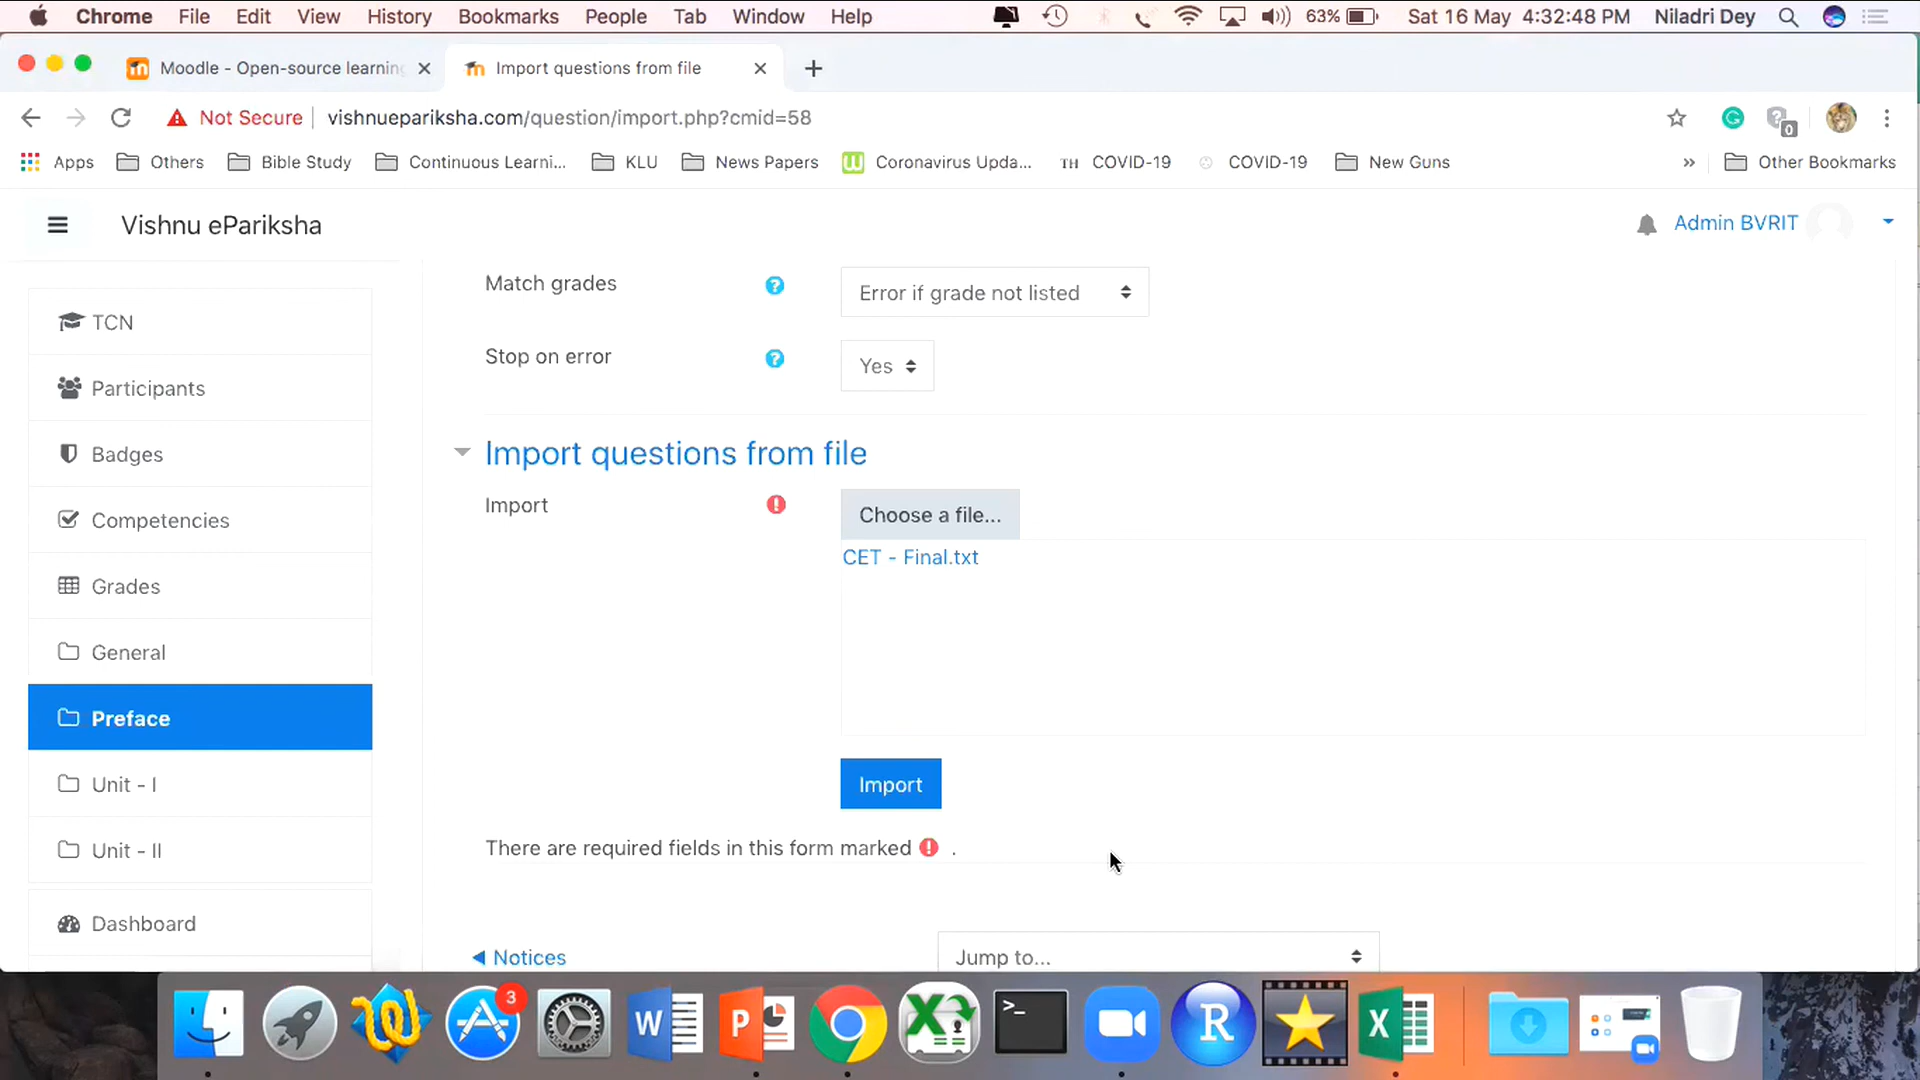 Chrome File Edit View History Bookmarks People Tab Window Help 63% Sat 16 May 4:32:48 PM Niladri Dey
Moodle - Open-source learning Import questions from file
Not Secure vishnuepariksha.com/question/import.php?cmid=58
Apps Others Bible Study Continuous Learni... KLU News Papers Coronavirus Upda... TH COVID-19 COVID-19 New Guns » Other Bookmarks
Vishnu ePariksha Admin BVRIT
Match grades Error if grade not listed
TCN
Stop on error Yes
Participants
Import questions from file
Badges
Import Choose a file...
Competencies
CET - Final.txt
Grades
General
Preface
Unit - I Import
Unit - II There are required fields in this form marked .
Dashboard
Notices Jump to...
3